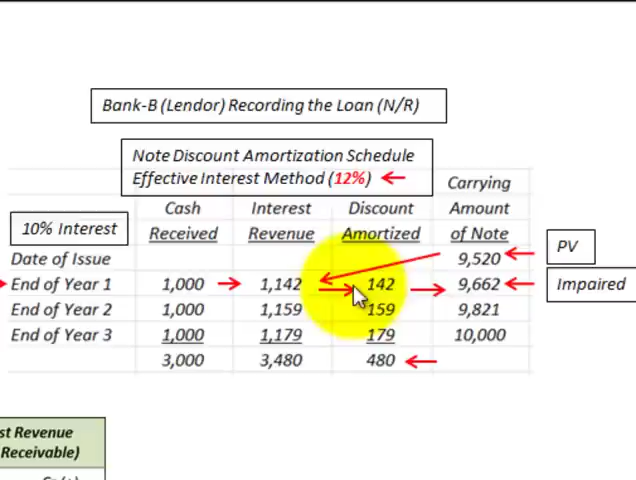 Bank-B (Lendor) Recording the Loan (N/R)
Note Discount Amortization Schedule
Effective Interest Method (12%)
Carrying
Cash Interest Discount Amount
10% Interest Received Revenue Amortized of Note
Date of Issue 9,520 PV
End of Year 1 1,000 1,142 142 9,662 Impaired
End of Year 2 1,000 1,159 159 9,821
End of Year 3 1,000 1,179 179 10,000
3,000 3,480 480
st Revenue
Receivable)